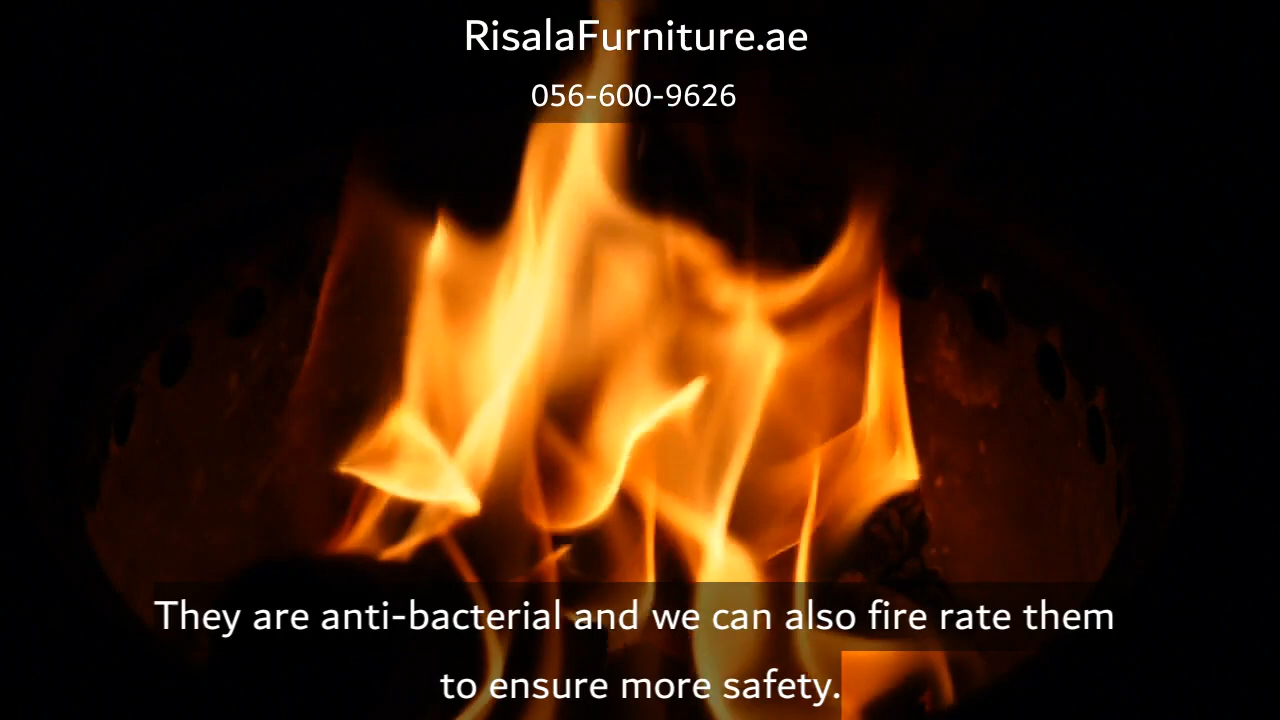 RisalaFurniture.ae
056-600-9626
They are anti-bacterial and we can also fire rate them
to ensure more safety.